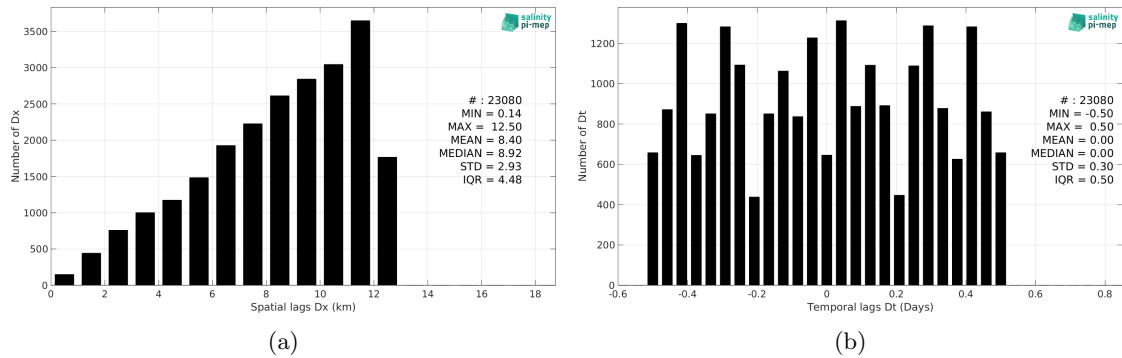 salinity
pi-mep
3500
3000
2500
2000
1500
1000
500
0
Number of Dx
# : 23080
MIN = 0.14
MAX = 12.50
MEAN = 8.40
MEDIAN = 8.92
STD = 2.93
IQR = 4.48
0 2 4 6 8 10 12 14 16 18
Spatial lags Dx (km)
(a)
salinity
pi-mep
1200
1000
800
600
400
200
0
Number of Dt
# : 23080
MIN = -0.50
MAX = 0.50
MEAN = 0.00
MEDIAN = 0.00
STD = 0.30
IQR = 0.50
-0.6 -0.4 -0.2 0 0.2 0.4 0.6 0.8
Temporal lags Dt (Days)
(b)